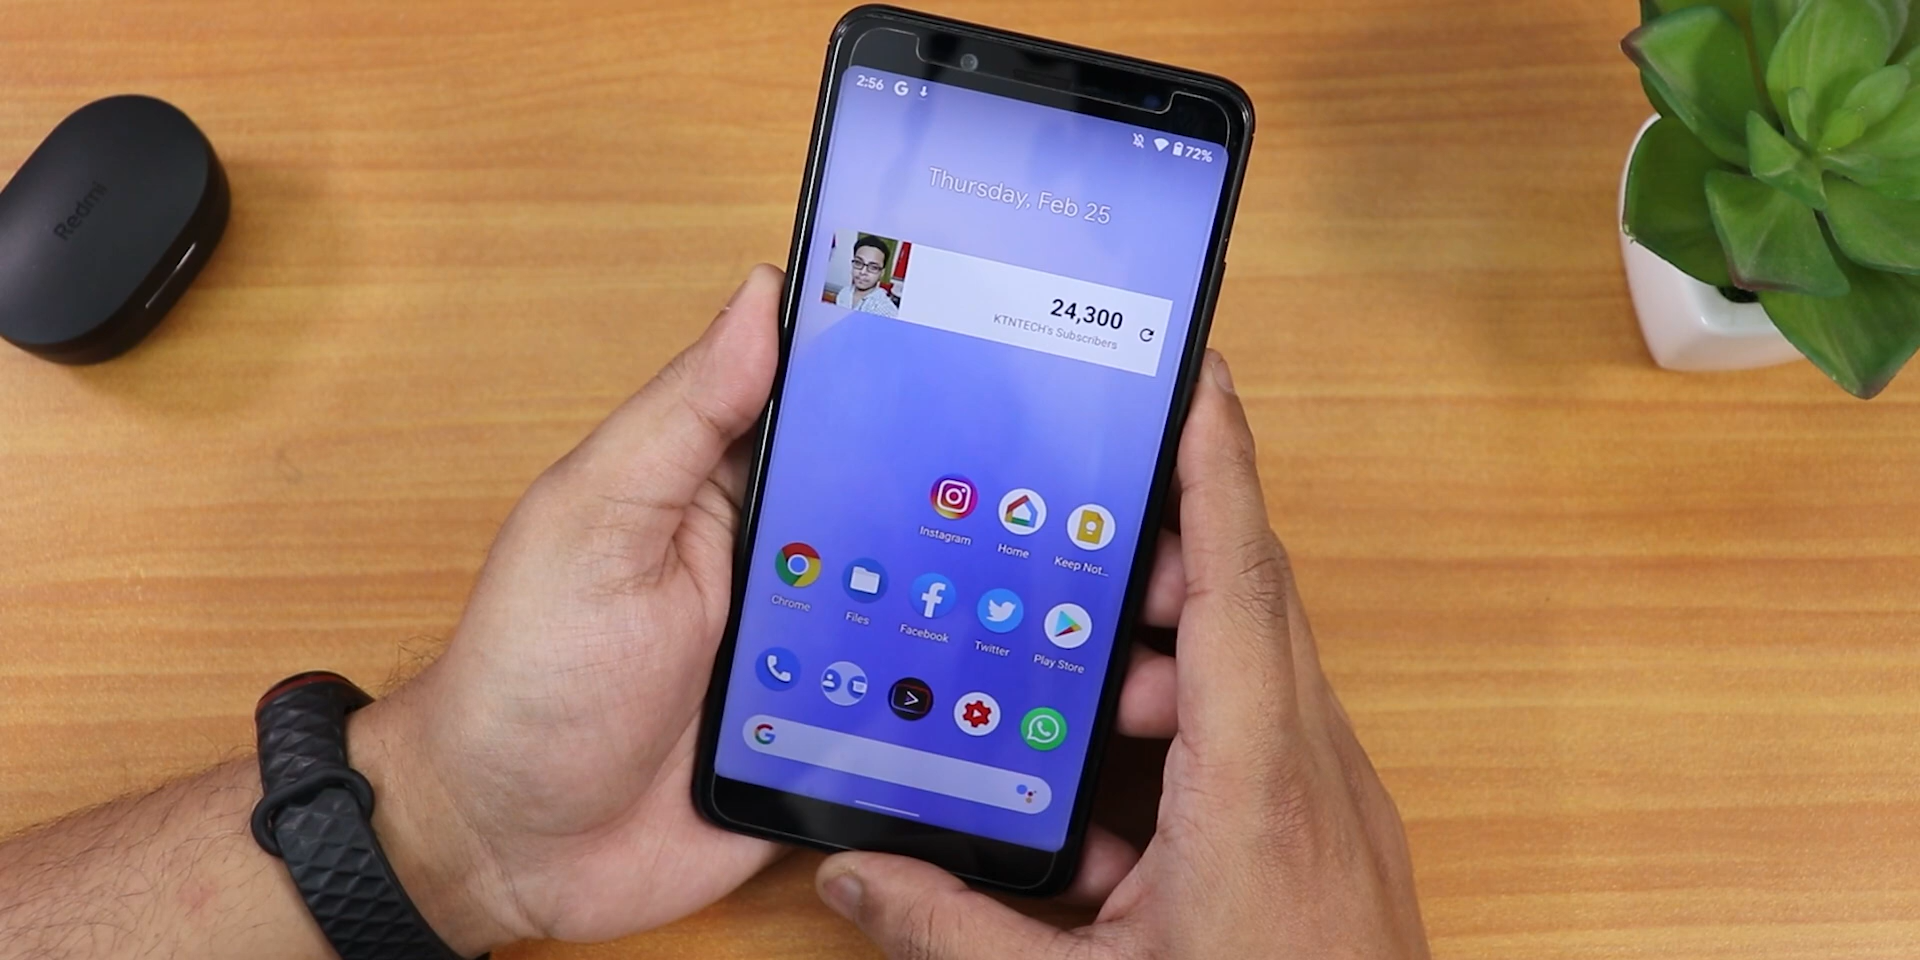 Redmi
2:56
72%
Thursday, Feb 25
24,300
KTNTECH's Subscribers
Instagram
Home
Keep Not...
Chrome
Files
Facebook
Twitter
Play Store